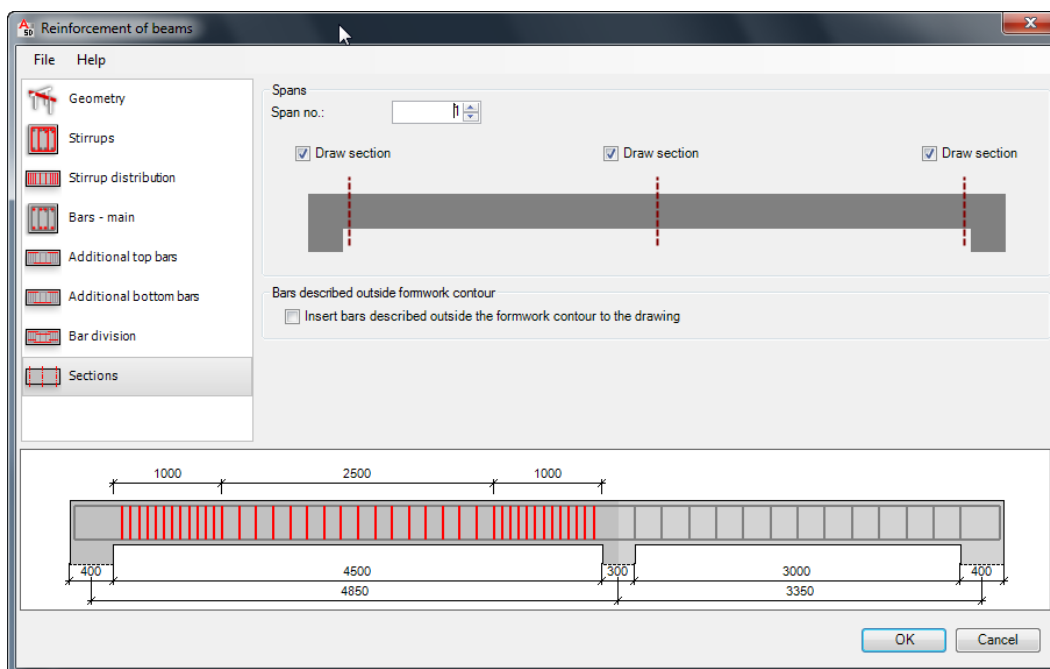 Reinforcement of beams
File Help
Geometry
Stirrups
Stirrup distribution
Bars - main
Additional top bars
Additional bottom bars
Bar division
Sections
Spans
Span no.: 1
Draw section Draw section Draw section
Bars described outside formwork contour
Insert bars described outside the formwork contour to the drawing
1000 2500 1000
400 4500 300 3000 400
4850 3350
OK Cancel